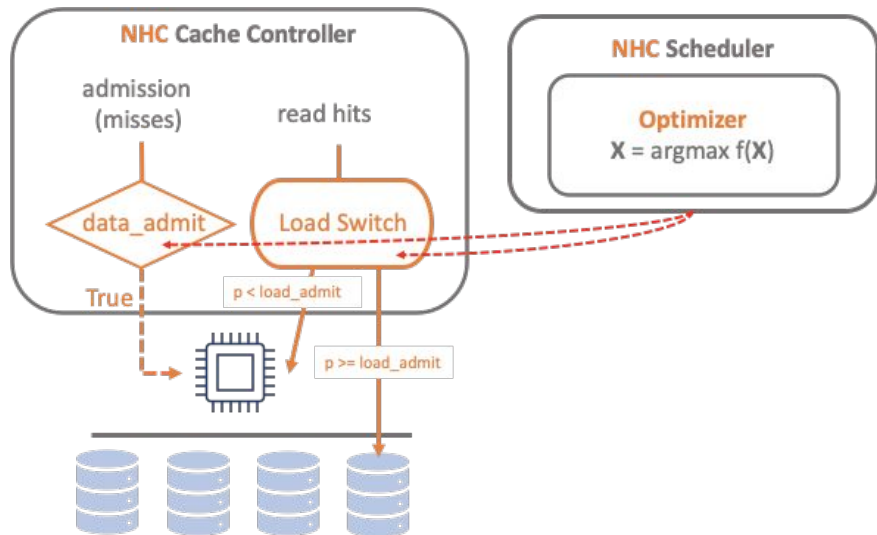 NHC Cache Controller
admission
(misses)
read hits
data_admit
Load Switch
True
p < load_admit
p >= load_admit
NHC Scheduler
Optimizer
X = argmax f(X)